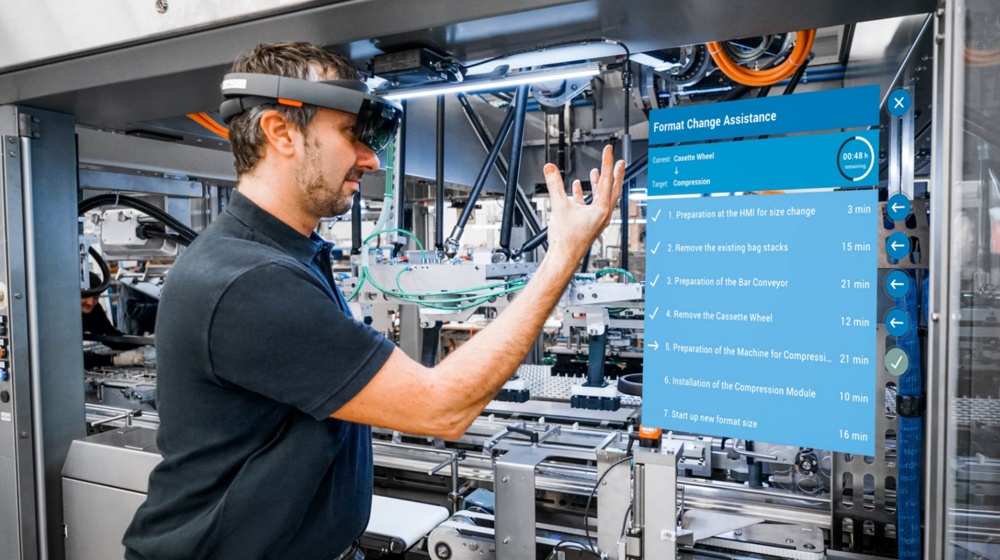 Format Change Assistance
Current: Casette Wheel
↓
Target: Compression
00:48 h
remaining
1. Preparation at the HMI for size change 3 min
2. Remove the existing bag stacks 15 min
3. Preparation of the Bar Conveyor 21 min
4. Remove the Cassette Wheel 12 min
5. Preparation of the Machine for Compressi... 21 min
6. Installation of the Compression Module 10 min
7. Start up new format size 16 min